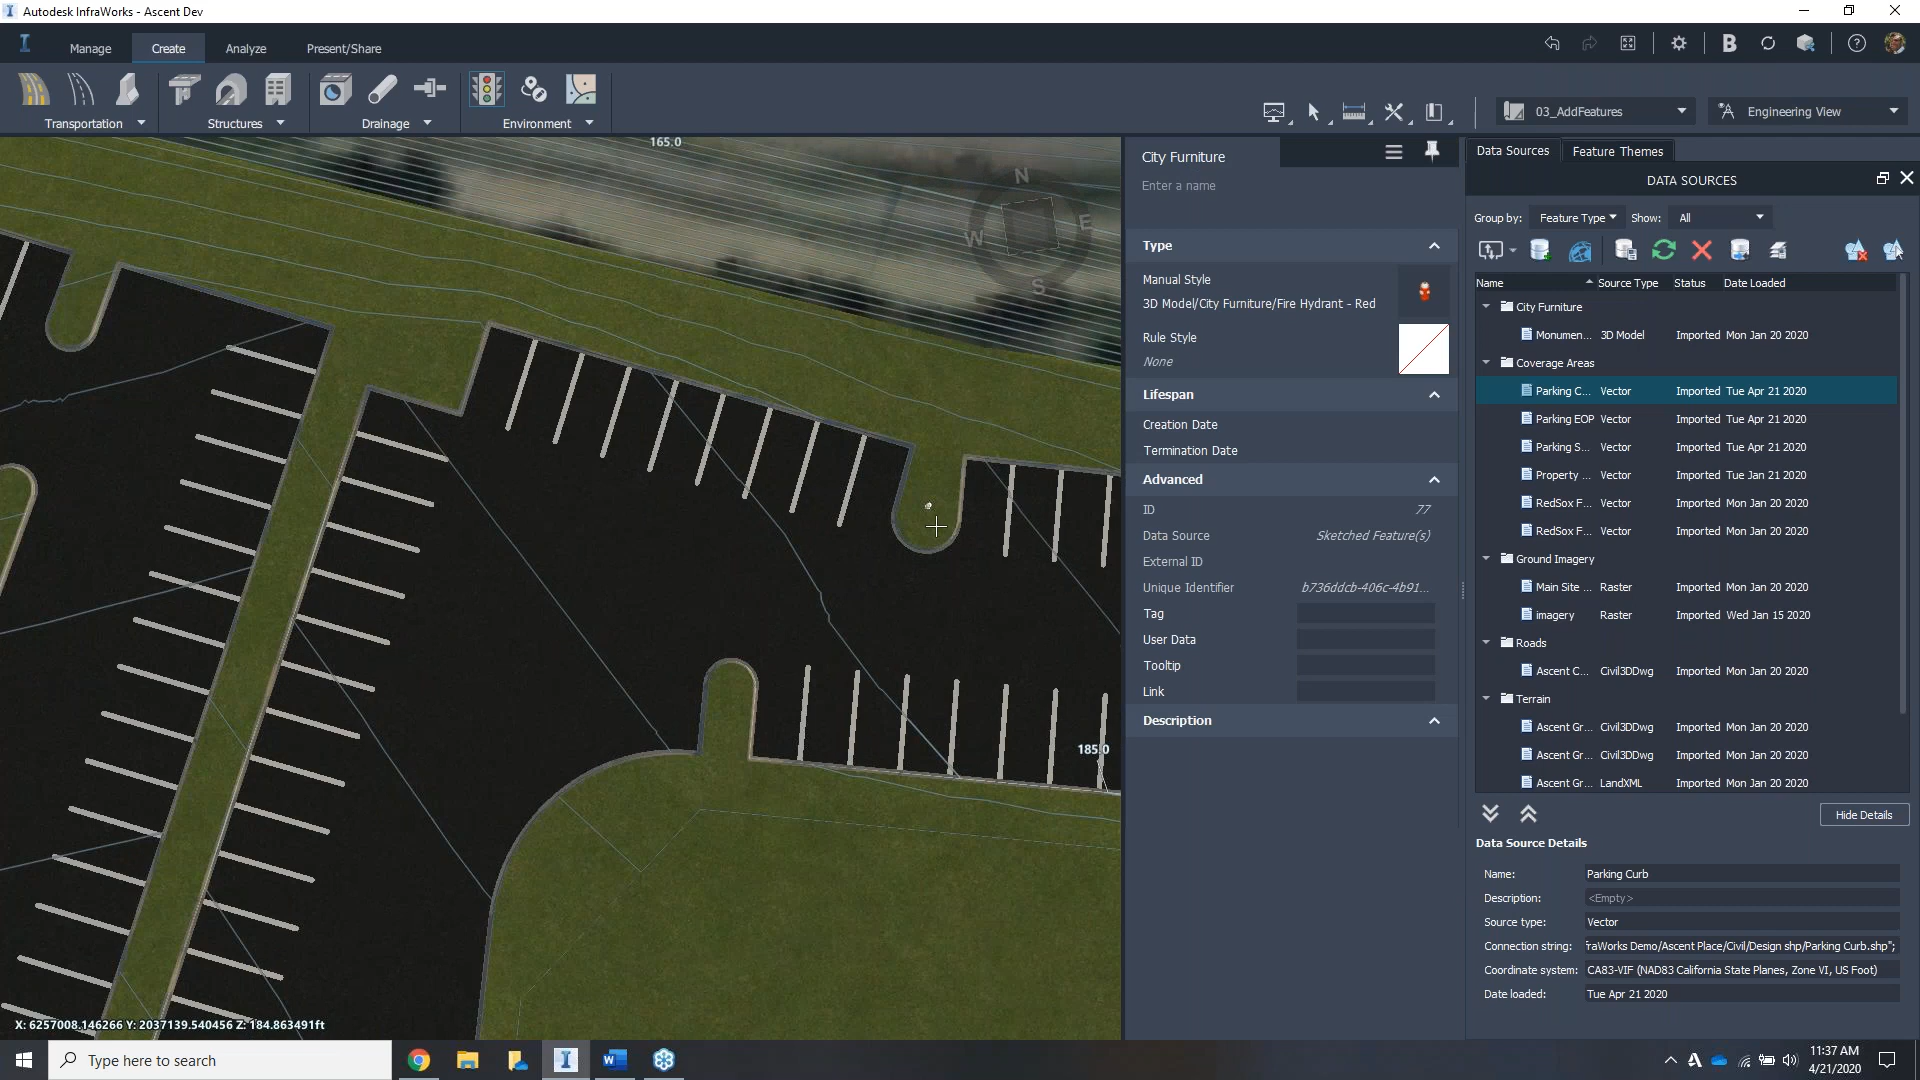 Autodesk InfraWorks - Ascent Dev
Manage Create Analyze Present/Share
Transportation Structures Drainage Environment
03_AddFeatures Engineering View
165.0
N
E
W
S
185.0
X: 6257008.146266 Y: 2037139.540456 Z: 184.863491ft
City Furniture
Enter a name
Type
Manual Style
3D Model/City Furniture/Fire Hydrant - Red
Rule Style
None
Lifespan
Creation Date
Termination Date
Advanced
ID 77
Data Source Sketched Feature(s)
External ID
Unique Identifier b736ddcb-406c-4b91...
Tag
User Data
Tooltip
Link
Description
Data Sources Feature Themes
DATA SOURCES
Group by: Feature Type Show: All
Name Source Type Status Date Loaded
City Furniture
Monumen... 3D Model Imported Mon Jan 20 2020
Coverage Areas
Parking C... Vector Imported Tue Apr 21 2020
Parking EOP Vector Imported Tue Apr 21 2020
Parking S... Vector Imported Tue Apr 21 2020
Property ... Vector Imported Tue Jan 21 2020
RedSox F... Vector Imported Mon Jan 20 2020
RedSox F... Vector Imported Mon Jan 20 2020
Ground Imagery
Main Site ... Raster Imported Mon Jan 20 2020
imagery Raster Imported Wed Jan 15 2020
Roads
Ascent C... Civil3DDwg Imported Mon Jan 20 2020
Terrain
Ascent Gr... Civil3DDwg Imported Mon Jan 20 2020
Ascent Gr... Civil3DDwg Imported Mon Jan 20 2020
Ascent Gr... LandXML Imported Mon Jan 20 2020
Hide Details
Data Source Details
Name: Parking Curb
Description: <Empty>
Source type: Vector
Connection string: fraWorks Demo/Ascent Place/Civil/Design shp/Parking Curb.shp";
Coordinate system: CA83-VIF (NAD83 California State Planes, Zone VI, US Foot)
Date loaded: Tue Apr 21 2020
Type here to search
11:37 AM
4/21/2020